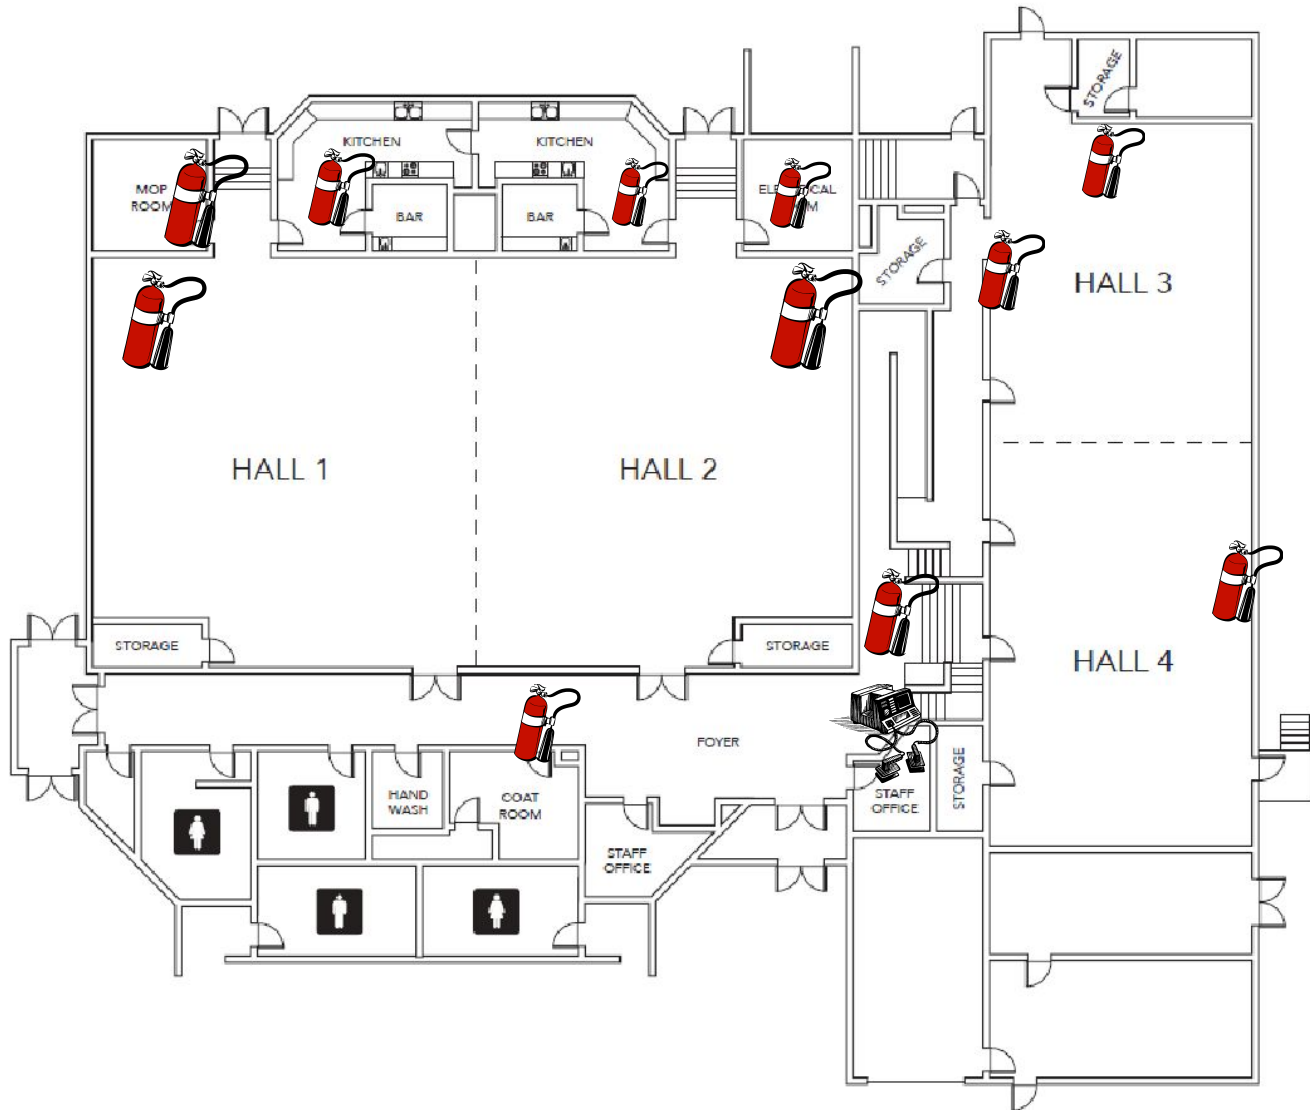 STORAGE
KITCHEN
KITCHEN
MOP
BAR
BAR
STORAGE
HALL 3
HALL 1
HALL 2
STORAGE
STORAGE
HALL 4
FOYER
HAND
WASH
COAT
ROOM
STAFF
OFFICE
STORAGE
STAFF
OFFICE